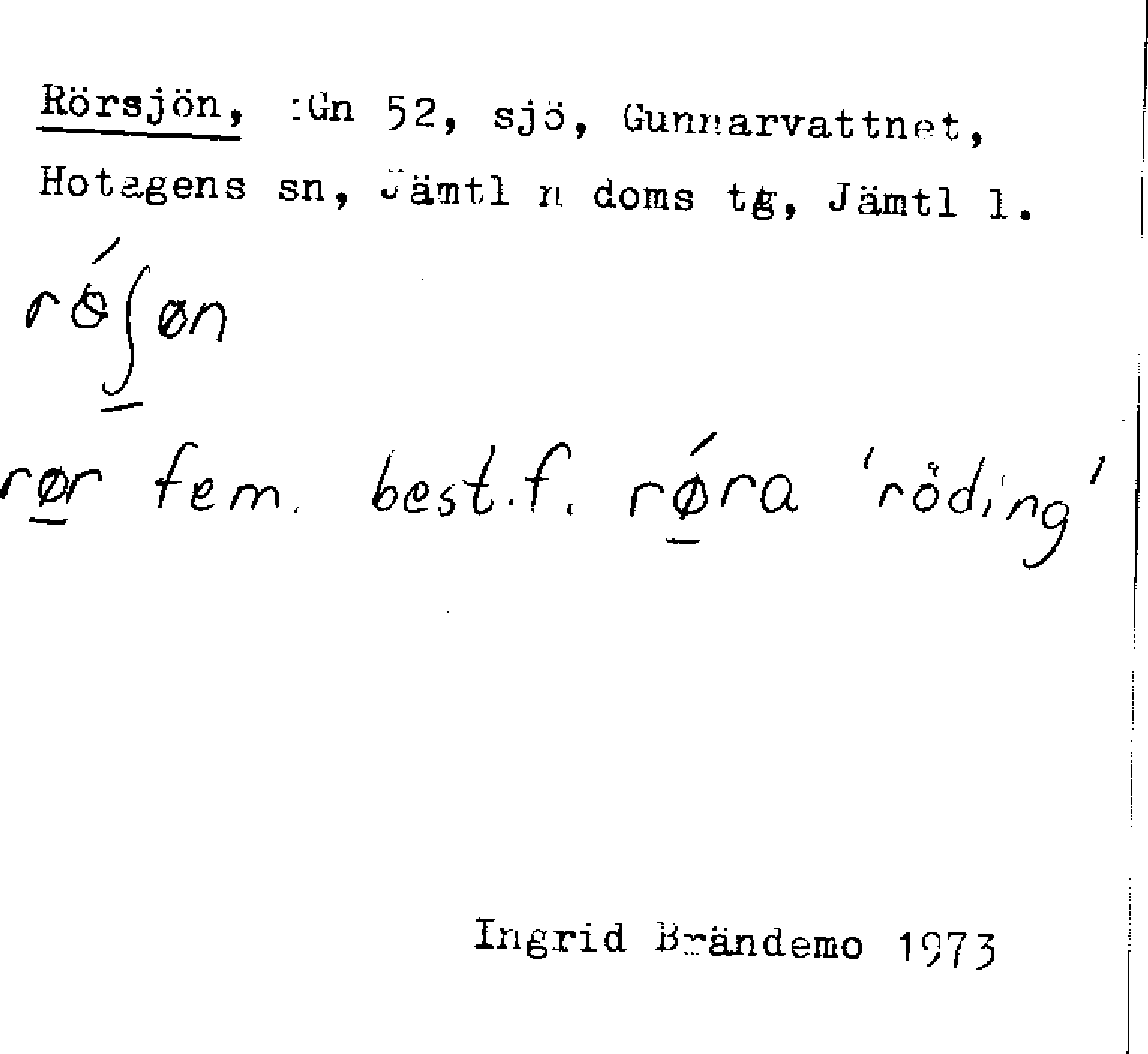 Rörsjön, :Gn 52, sjö, Gunnarvattnet,
Hotagens sn, Jämtl n doms tg, Jämtl l.
rǿʃøn
rør fem. best.f. rǿra 'röding'
Ingrid Brändemo 1973